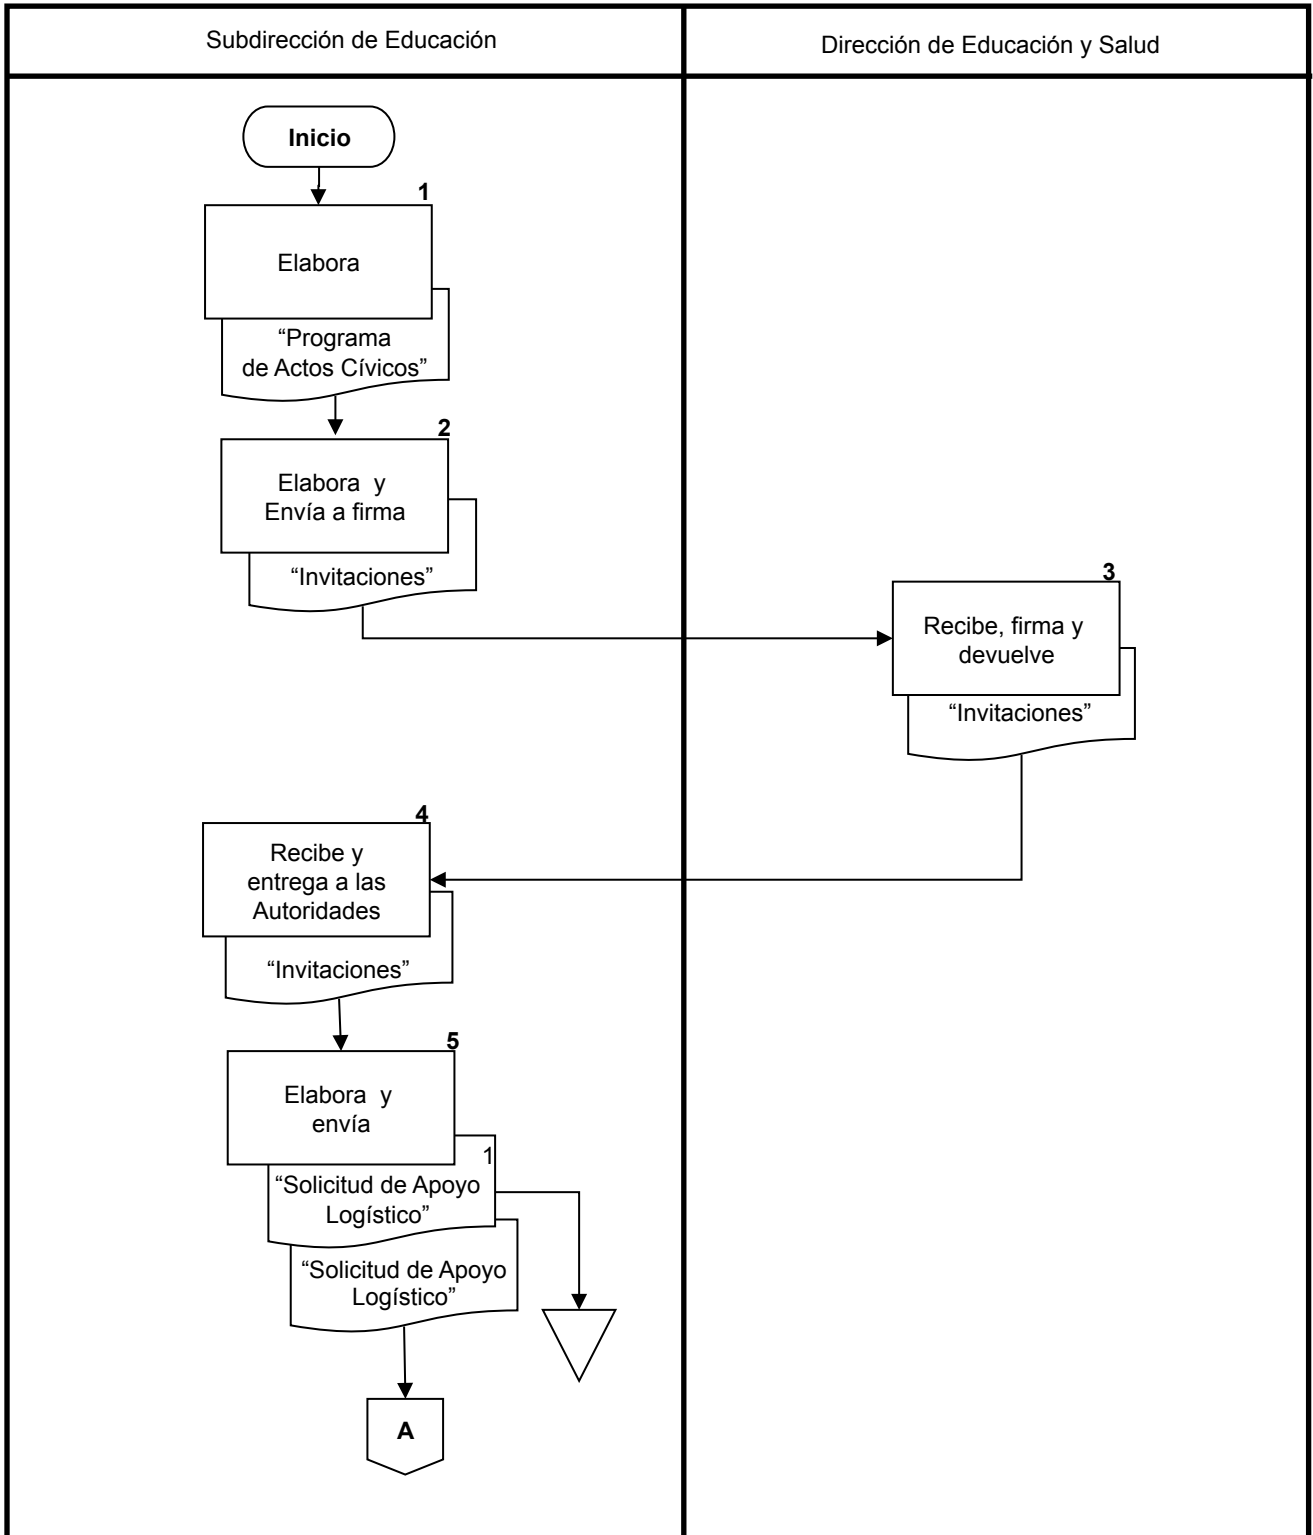 Subdirección de Educación
Dirección de Educación y Salud
Inicio
1
Elabora
“Programa
de Actos Cívicos”
2
Elabora y
Envía a firma
“Invitaciones”
3
Recibe, firma y
devuelve
“Invitaciones”
4
Recibe y
entrega a las
Autoridades
“Invitaciones”
5
Elabora y
envía
1
“Solicitud de Apoyo
Logístico”
“Solicitud de Apoyo
Logístico”
A